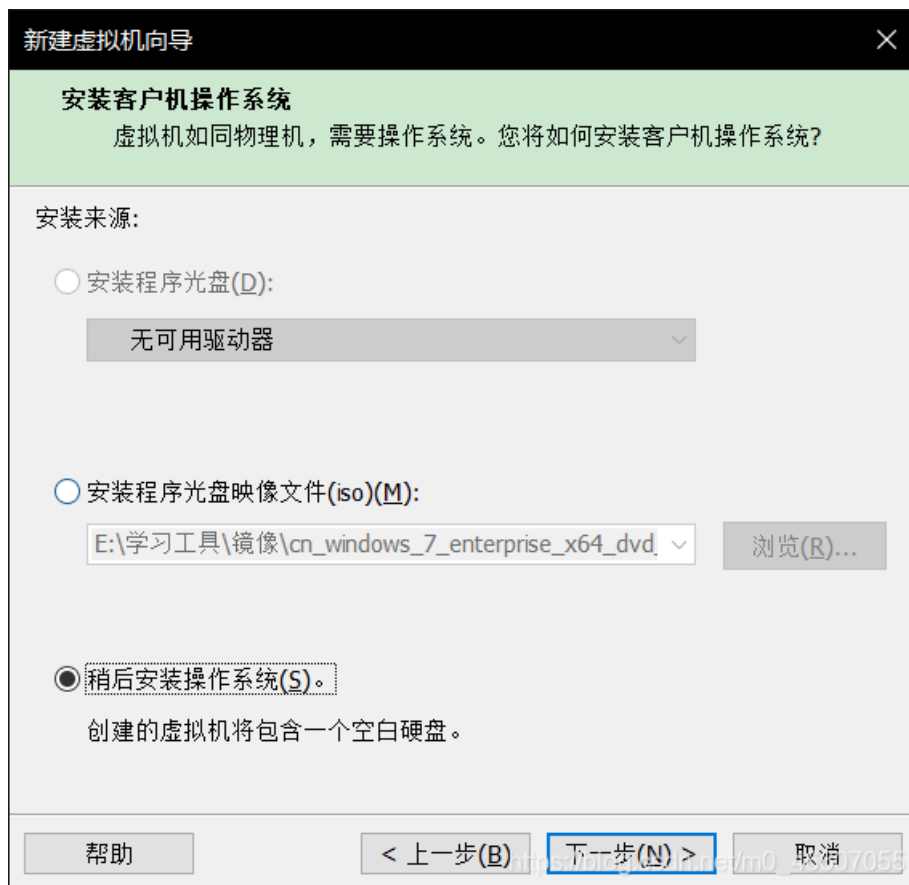 新建虚拟机向导
安装客户机操作系统
虚拟机如同物理机，需要操作系统。您将如何安装客户机操作系统?
安装来源:
安装程序光盘(D):
无可用驱动器
安装程序光盘映像文件(iso)(M):
E:\学习工具\镜像\cn_windows_7_enterprise_x64_dvd_
浏览(R)...
稍后安装操作系统(S)。
创建的虚拟机将包含一个空白硬盘。
帮助
< 上一步(B)
下一步(N) >
取消